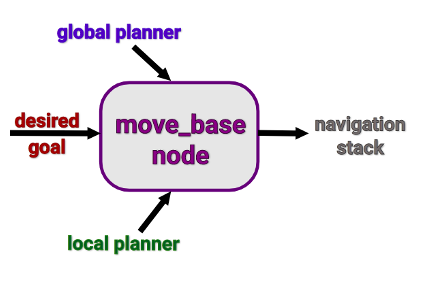 global planner
desired
goal
move_base
node
navigation
stack
local planner